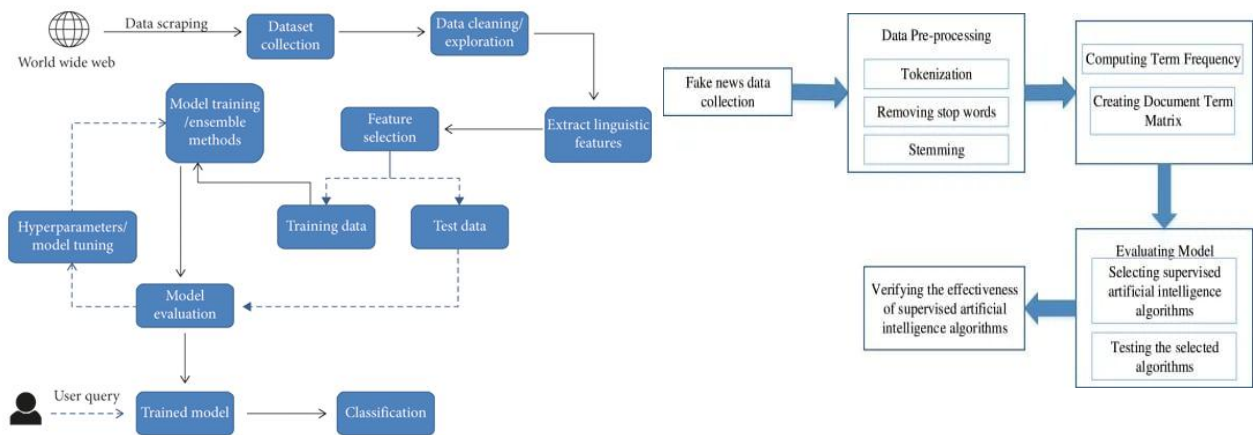 Data scraping
World wide web
Dataset
collection
Data cleaning/
exploration
Extract linguistic
features
Feature
selection
Model training
/ensemble
methods
Training data
Test data
Hyperparameters/
model tuning
Model
evaluation
User query
Trained model
Classification
Fake news data
collection
Data Pre-processing
Tokenization
Removing stop words
Stemming
Computing Term Frequency
Creating Document Term
Matrix
Evaluating Model
Selecting supervised
artificial intelligence
algorithms
Testing the selected
algorithms
Verifying the effectiveness
of supervised artificial
intelligence algorithms